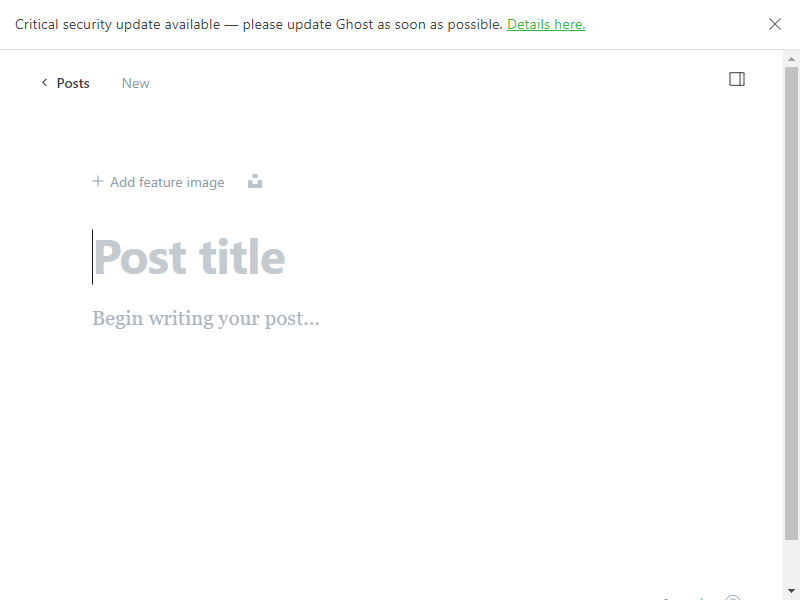 Critical security update available — please update Ghost as soon as possible. Details here.
Posts New
Add feature image
Post title
Begin writing your post...